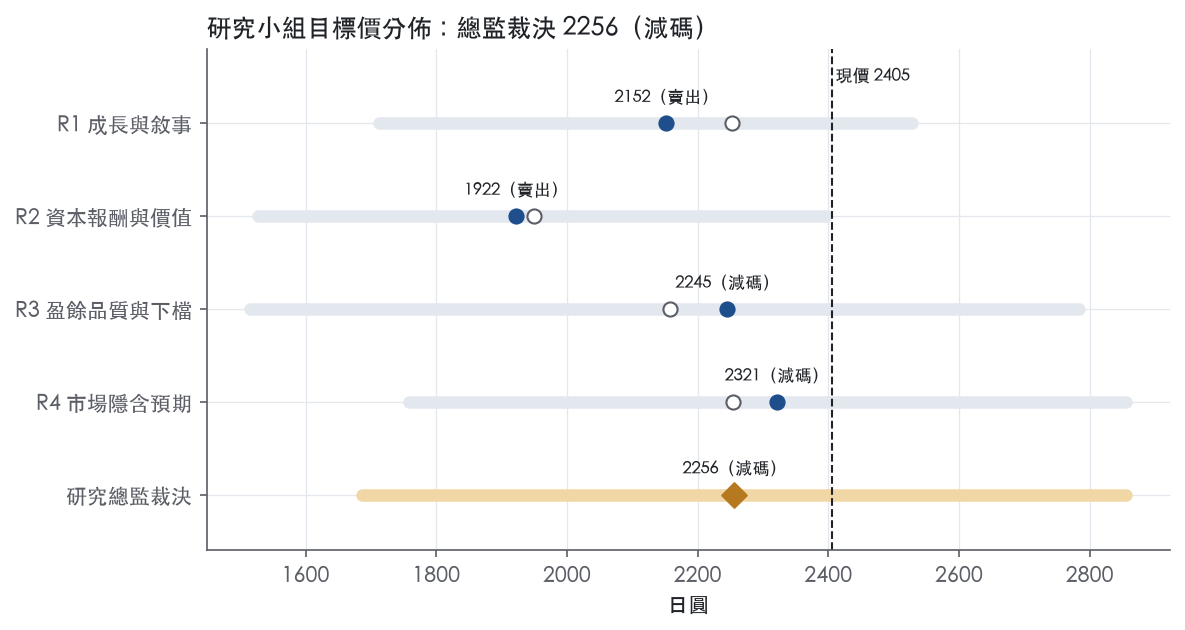 研究小組目標價分佈：總監裁決 2256（減碼）
現價 2405
2152（賣出）
R1 成長與敘事
1922（賣出）
R2 資本報酬與價值
2245（減碼）
R3 盈餘品質與下檔
2321（減碼）
R4 市場隱含預期
2256（減碼）
研究總監裁決
1600 1800 2000 2200 2400 2600 2800
日圓